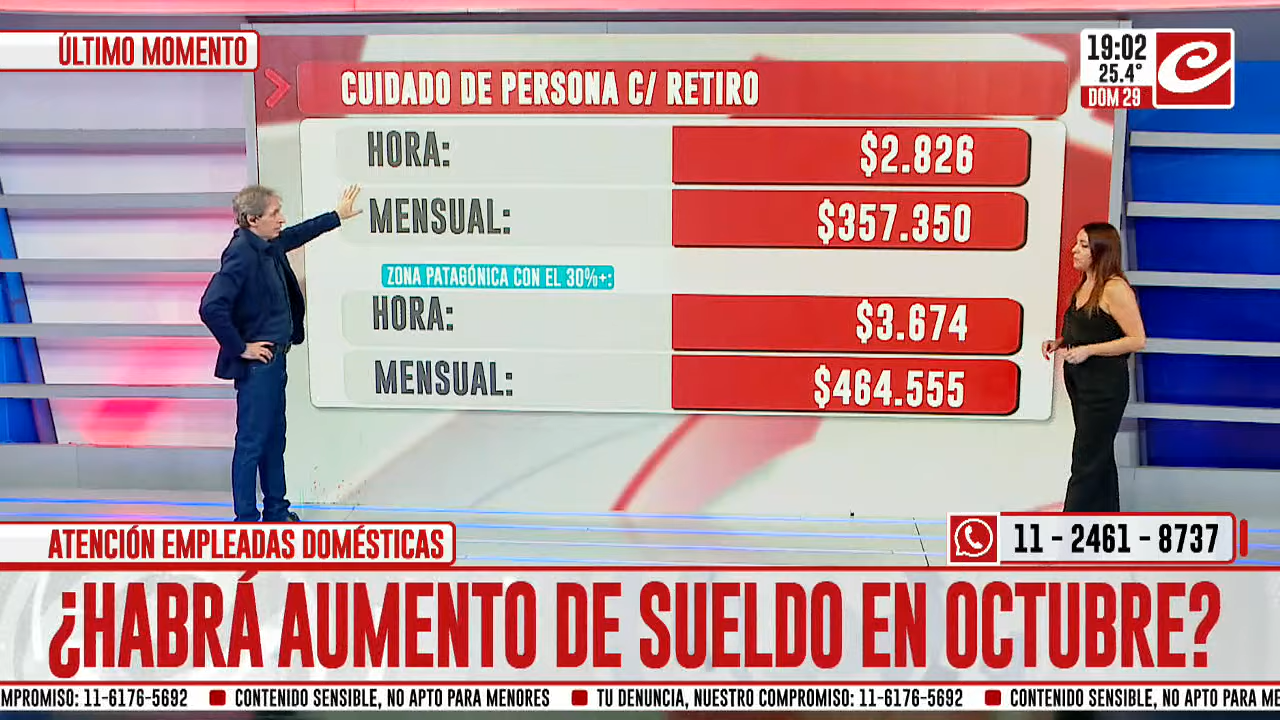 ÚLTIMO MOMENTO
19:02
25.4°
DOM 29
CUIDADO DE PERSONA C/ RETIRO
HORA: $2.826
MENSUAL: $357.350
ZONA PATAGÓNICA CON EL 30%+:
HORA: $3.674
MENSUAL: $464.555
ATENCIÓN EMPLEADAS DOMÉSTICAS
11 - 2461 - 8737
¿HABRÁ AUMENTO DE SUELDO EN OCTUBRE?
MPROMISO: 11-6176-5692 CONTENIDO SENSIBLE, NO APTO PARA MENORES TU DENUNCIA, NUESTRO COMPROMISO: 11-6176-5692 CONTENIDO SENSIBLE, NO APTO PARA ME